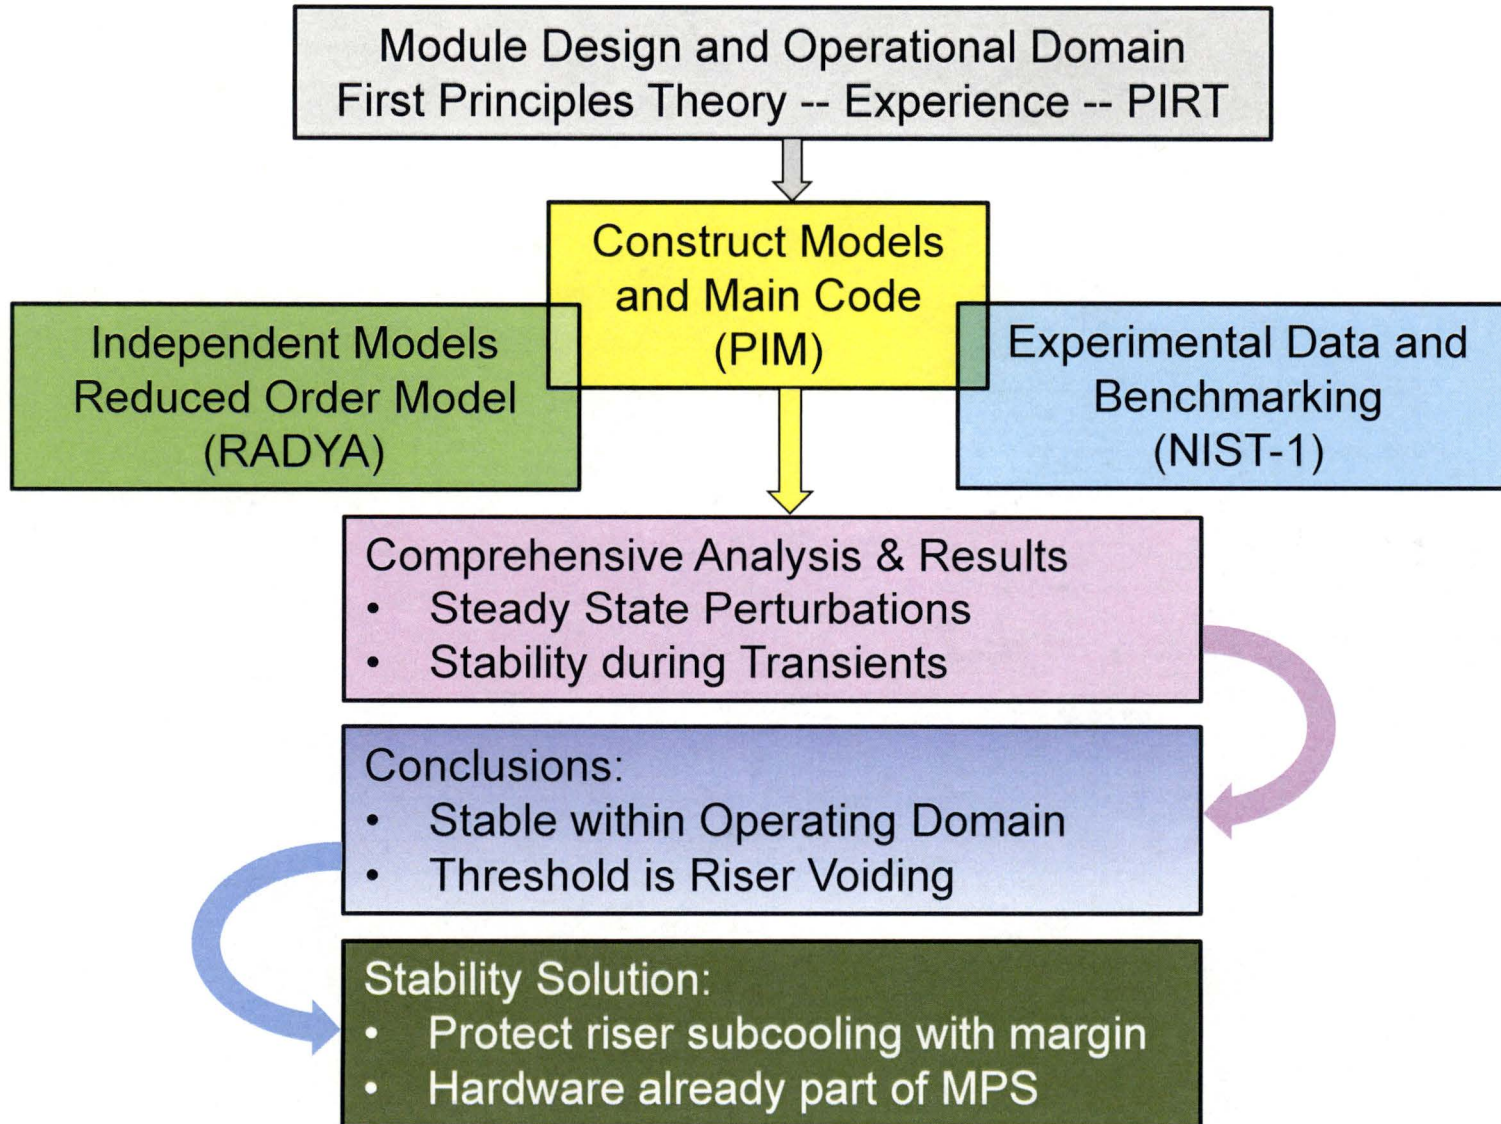 Module Design and Operational Domain
First Principles Theory -- Experience -- PIRT
Construct Models
and Main Code
(PIM)
Independent Models
Reduced Order Model
(RADYA)
Experimental Data and
Benchmarking
(NIST-1)
Comprehensive Analysis & Results
• Steady State Perturbations
• Stability during Transients
Conclusions:
• Stable within Operating Domain
• Threshold is Riser Voiding
Stability Solution:
• Protect riser subcooling with margin
• Hardware already part of MPS